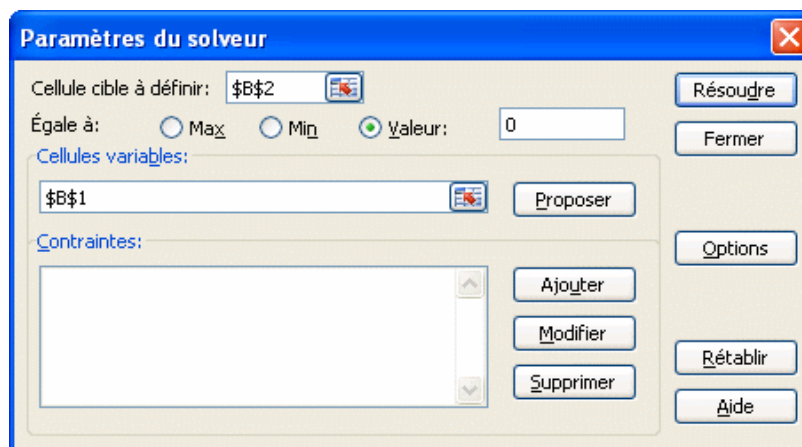 Paramètres du solveur
Cellule cible à définir: $B$2
Résoudre
Égale à: Max Min Valeur: 0
Fermer
Cellules variables:
$B$1
Proposer
Contraintes:
Options
Ajouter
Modifier
Rétablir
Supprimer
Aide